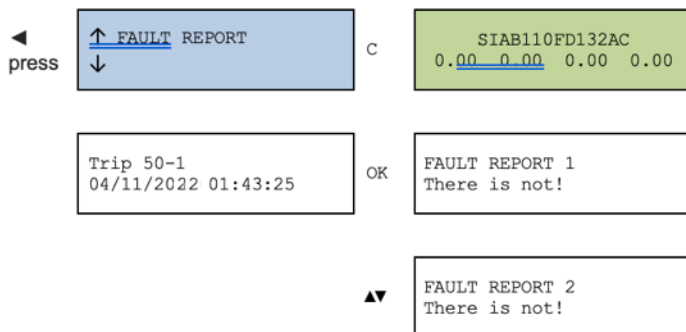 ◄
press
↑ FAULT REPORT
↓
C
SIAB110FD132AC
0.00 0.00 0.00 0.00
Trip 50-1
04/11/2022 01:43:25
OK
FAULT REPORT 1
There is not!
▲▼
FAULT REPORT 2
There is not!